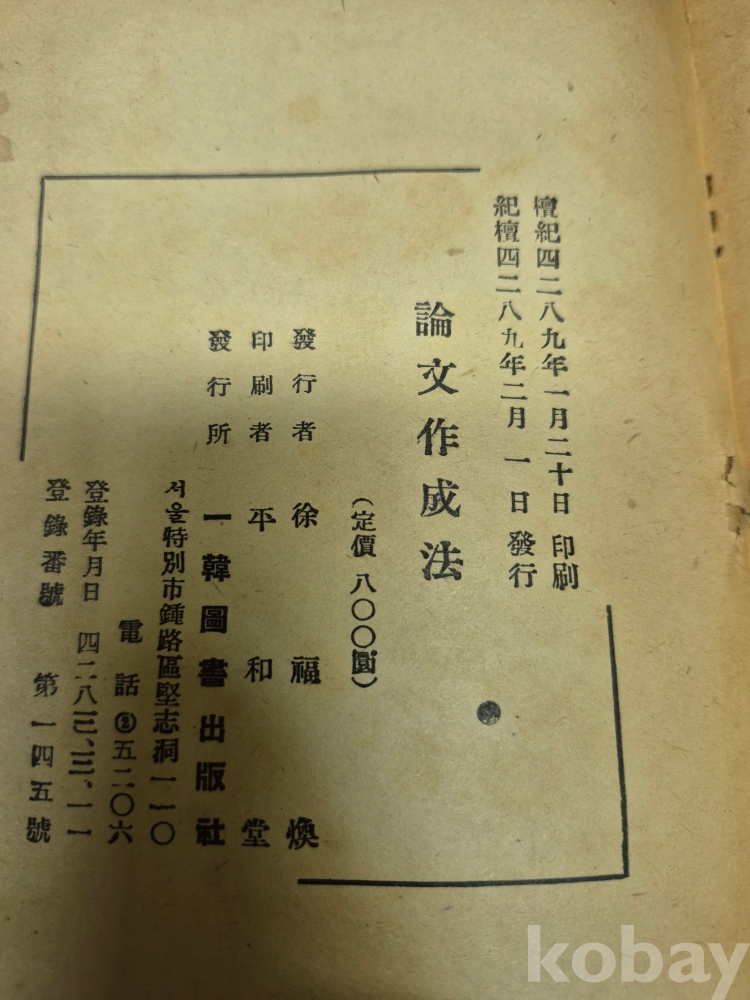 檀紀四二八九年一月二十日 印刷
紀檀四二八九年二月 一日 發行
論文作成法
(定價 八〇〇圜)
發行者 徐福煥
印刷者 平和堂
發行所 一韓圖書出版社
서울特別市鍾路區堅志洞一一〇
電話②五二〇六
登錄年月日 四二八三、三、一一
登錄番號 第一四五號
kobay